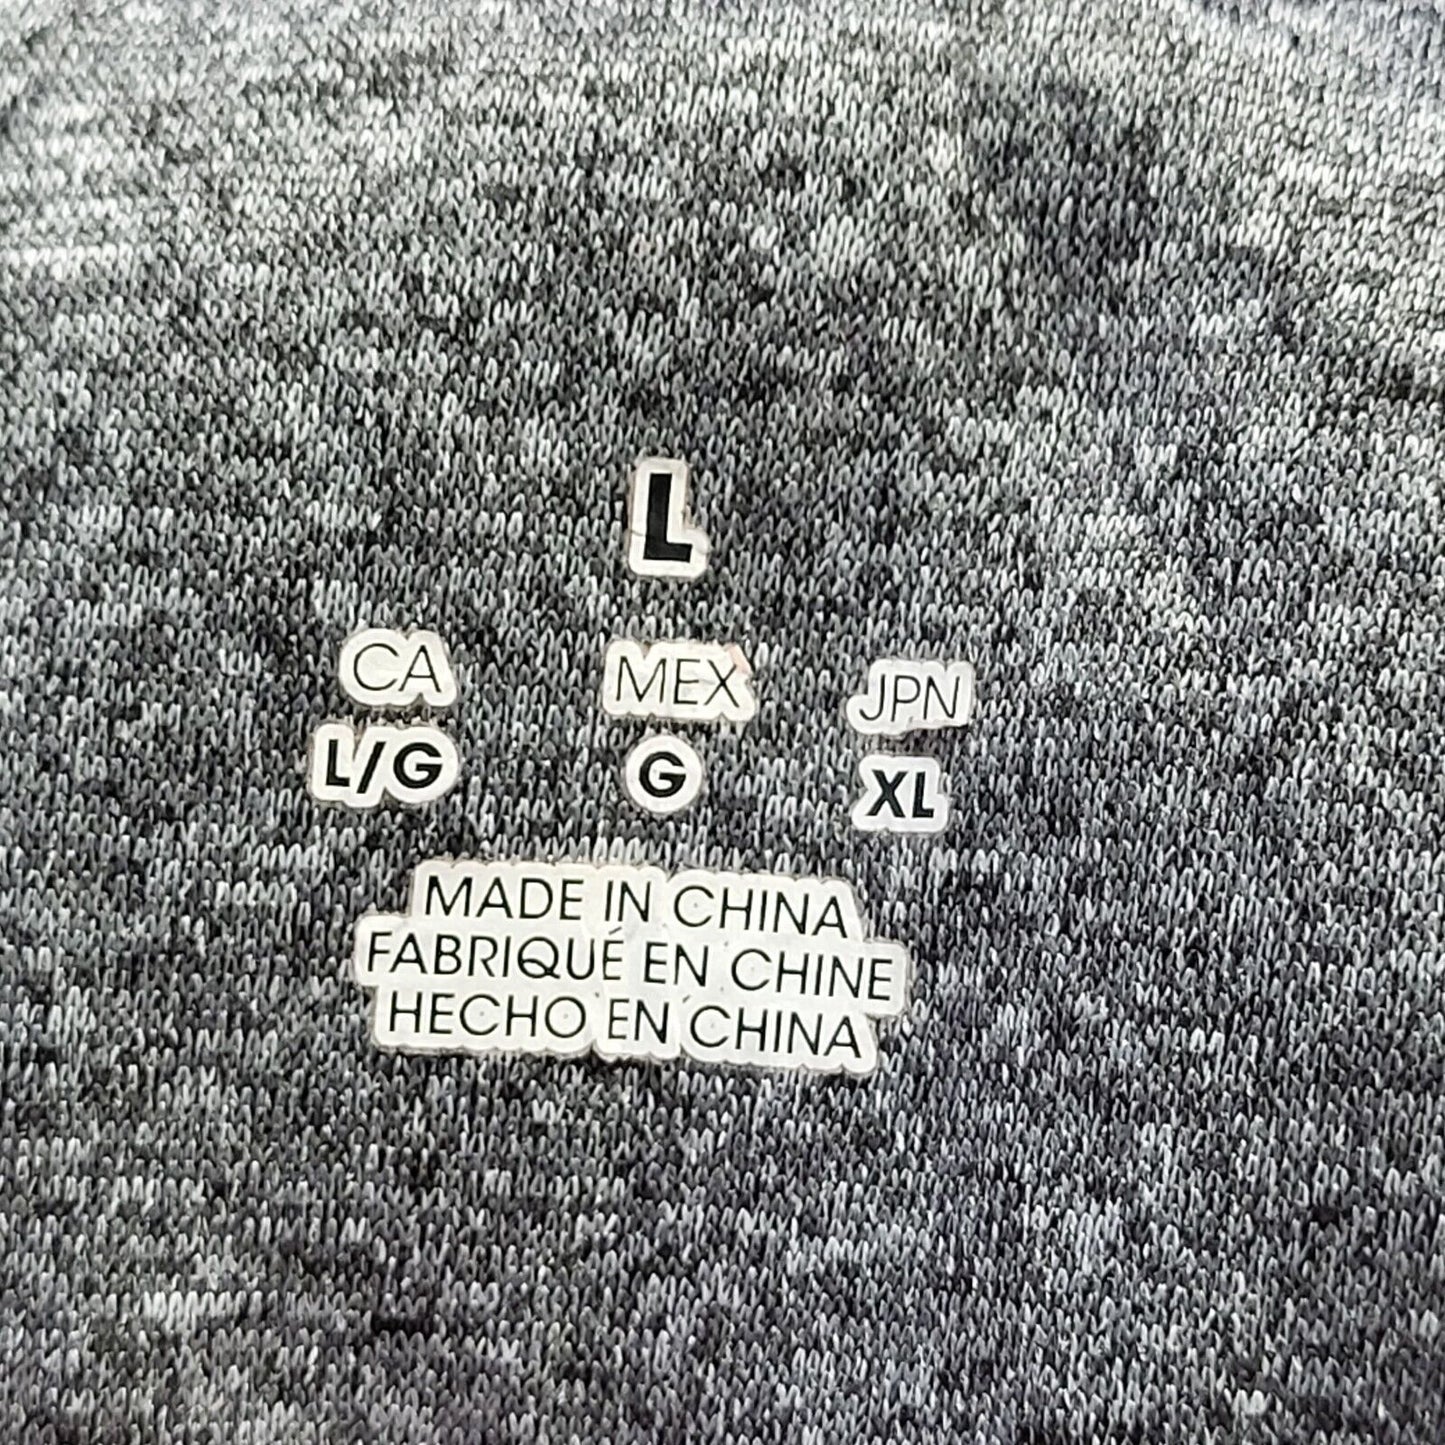 L
CA MEX JPN
L/G G XL
MADE IN CHINA
FABRIQUÉ EN CHINE
HECHO EN CHINA